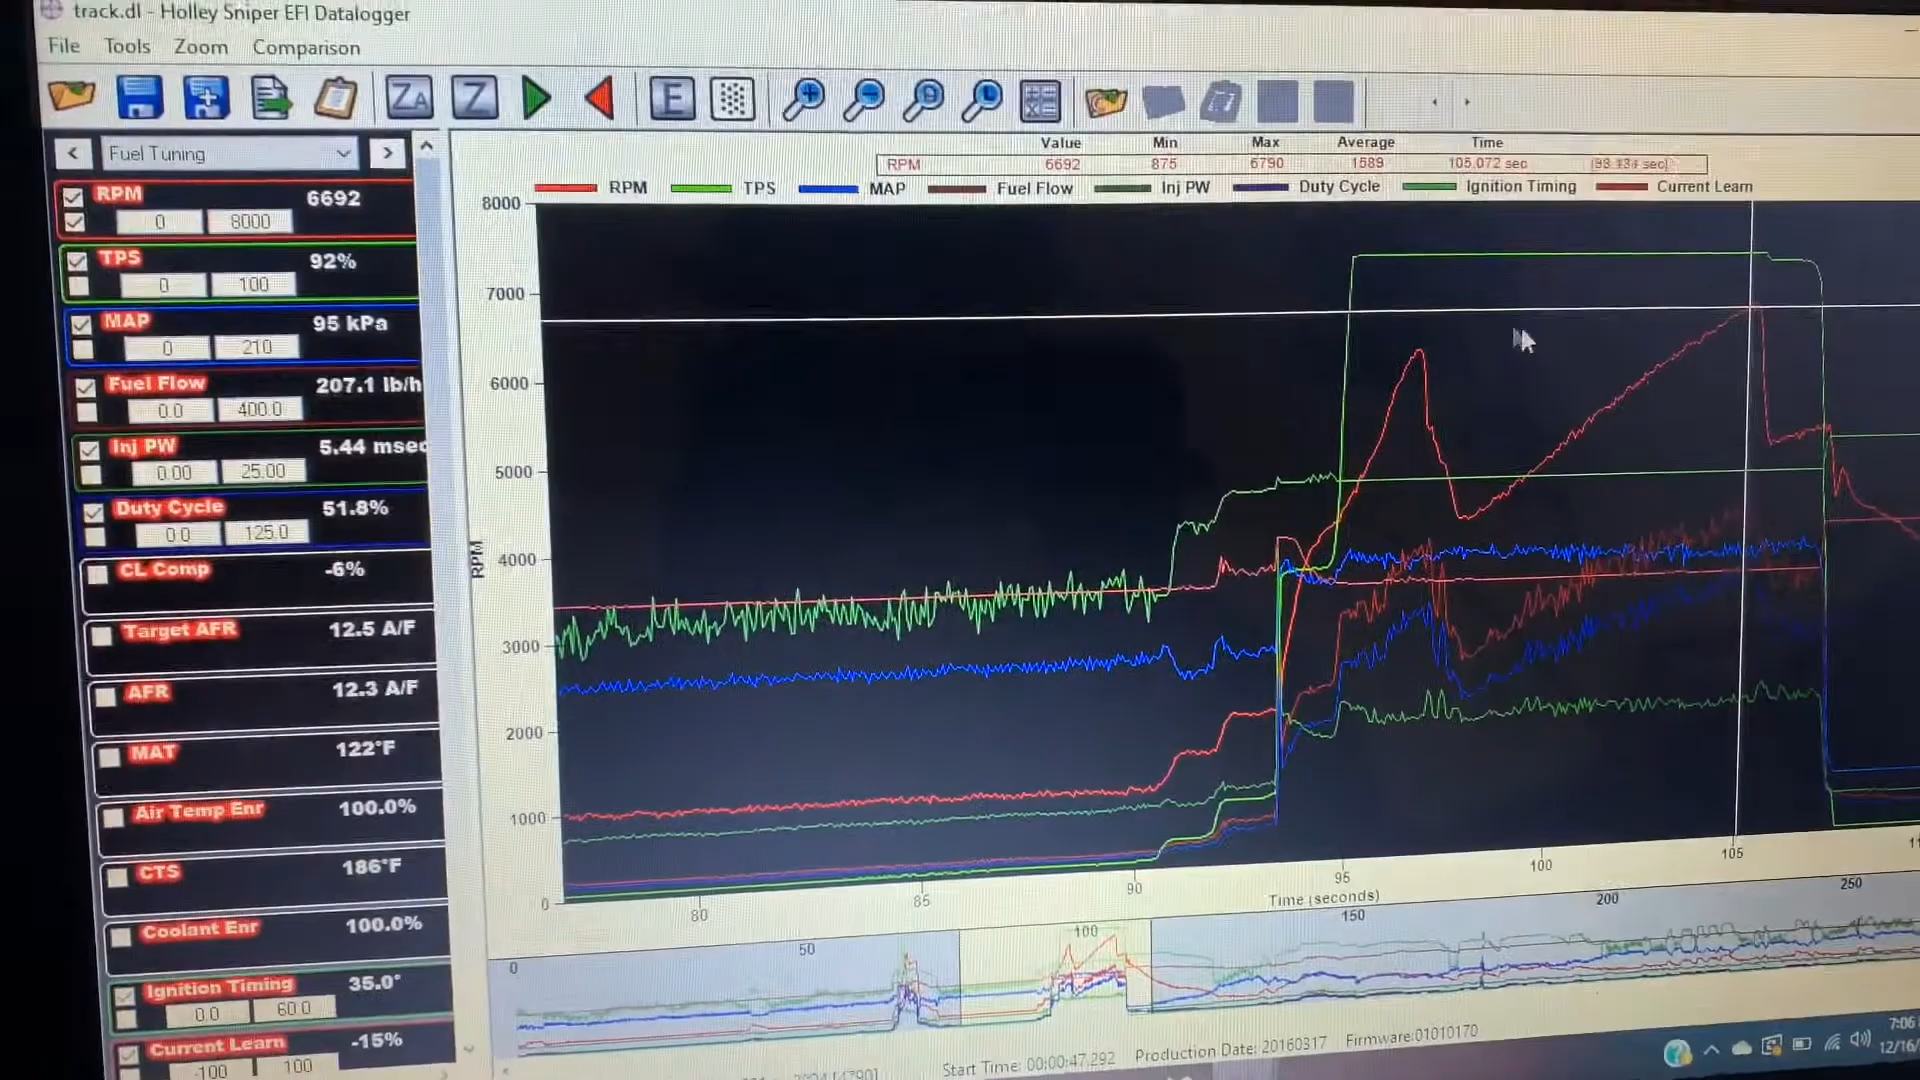 track.dl - Holley Sniper EFI Datalogger
File Tools Zoom Comparison
ZA Z E
Fuel Tuning
RPM 6692
0 8000
TPS 92%
0 100
MAP 95 kPa
0 210
Fuel Flow 207.1 lb/h
0.0 400.0
Inj PW 5.44 msec
0.00 25.00
Duty Cycle 51.8%
0.0 125.0
CL Comp -6%
Target AFR 12.5 A/F
AFR 12.3 A/F
MAT 122°F
Air Temp Enr 100.0%
CTS 186°F
Coolant Enr 100.0%
Ignition Timing 35.0°
0.0 60.0
Current Learn -15%
-100 100
Value Min Max Average Time
RPM 6692 875 6790 1589 105.072 sec
RPM TPS MAP Fuel Flow Inj PW Duty Cycle Ignition Timing Current Learn
8000
7000
6000
5000
4000
3000
2000
1000
0
RPM
80 85 90 95 100 105
Time (seconds)
0 50 100 150 200 250
Start Time: 00:00:47.292 Production Date: 20160317 Firmware:01010170
7:06
12/16/